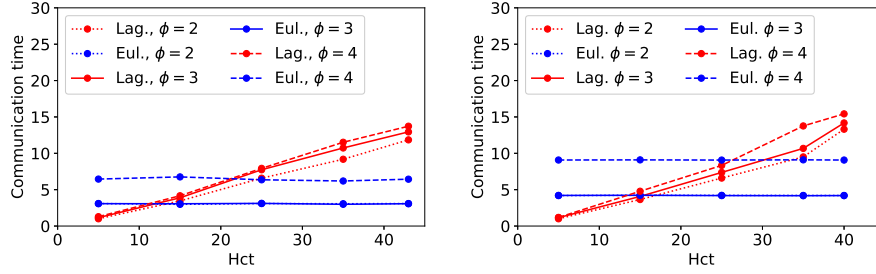 Communication time
30
25
20
15
10
5
0
Lag., ϕ = 2
Eul., ϕ = 2
Lag., ϕ = 3
Eul., ϕ = 3
Lag., ϕ = 4
Eul., ϕ = 4
0 10 20 30 40
Hct
Communication time
30
25
20
15
10
5
0
Lag. ϕ = 2
Eul. ϕ = 2
Lag. ϕ = 3
Eul. ϕ = 3
Lag. ϕ = 4
Eul. ϕ = 4
0 10 20 30 40
Hct